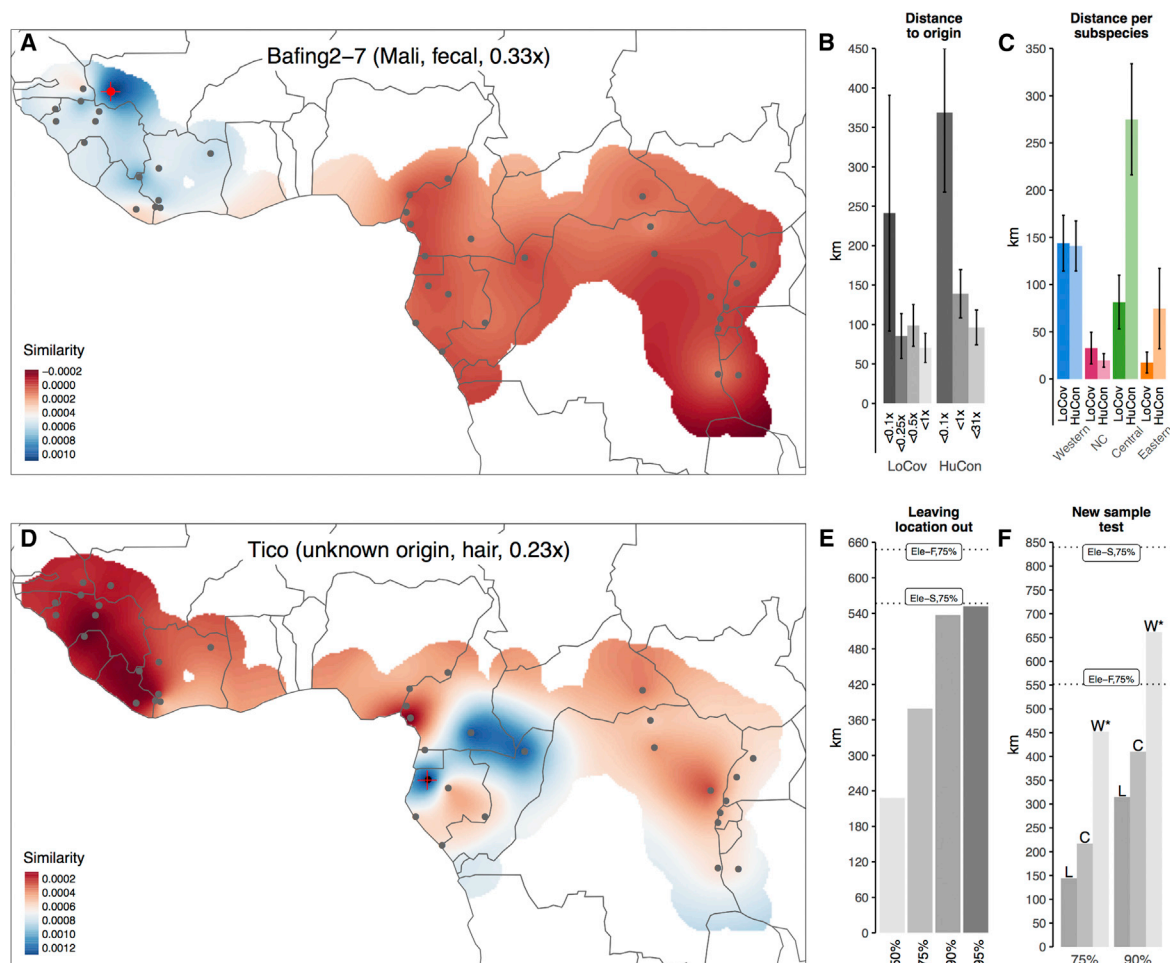 A
Bafing2-7 (Mali, fecal, 0.33x)
Similarity
-0.0002
0.0000
0.0002
0.0004
0.0006
0.0008
0.0010
B
Distance
to origin
450
400
350
300
250
200
150
100
50
0
km
<0.1x
<0.25x
<0.5x
<1x
<0.1x
<1x
<31x
LoCov
HuCon
C
Distance per
subspecies
350
300
250
200
150
100
50
0
km
LoCov
HuCon
LoCov
HuCon
LoCov
HuCon
LoCov
HuCon
Western
NC
Central
Eastern
D
Tico (unknown origin, hair, 0.23x)
Similarity
0.0002
0.0004
0.0006
0.0008
0.0010
0.0012
E
Leaving
location out
660
600
540
480
420
360
300
240
180
120
60
0
km
Ele-F,75%
Ele-S,75%
75%
90%
95%
F
New sample
test
850
800
750
700
650
600
550
500
450
400
350
300
250
200
150
100
50
0
km
Ele-S,75%
Ele-F,75%
L
C
W*
L
C
W*
75%
90%